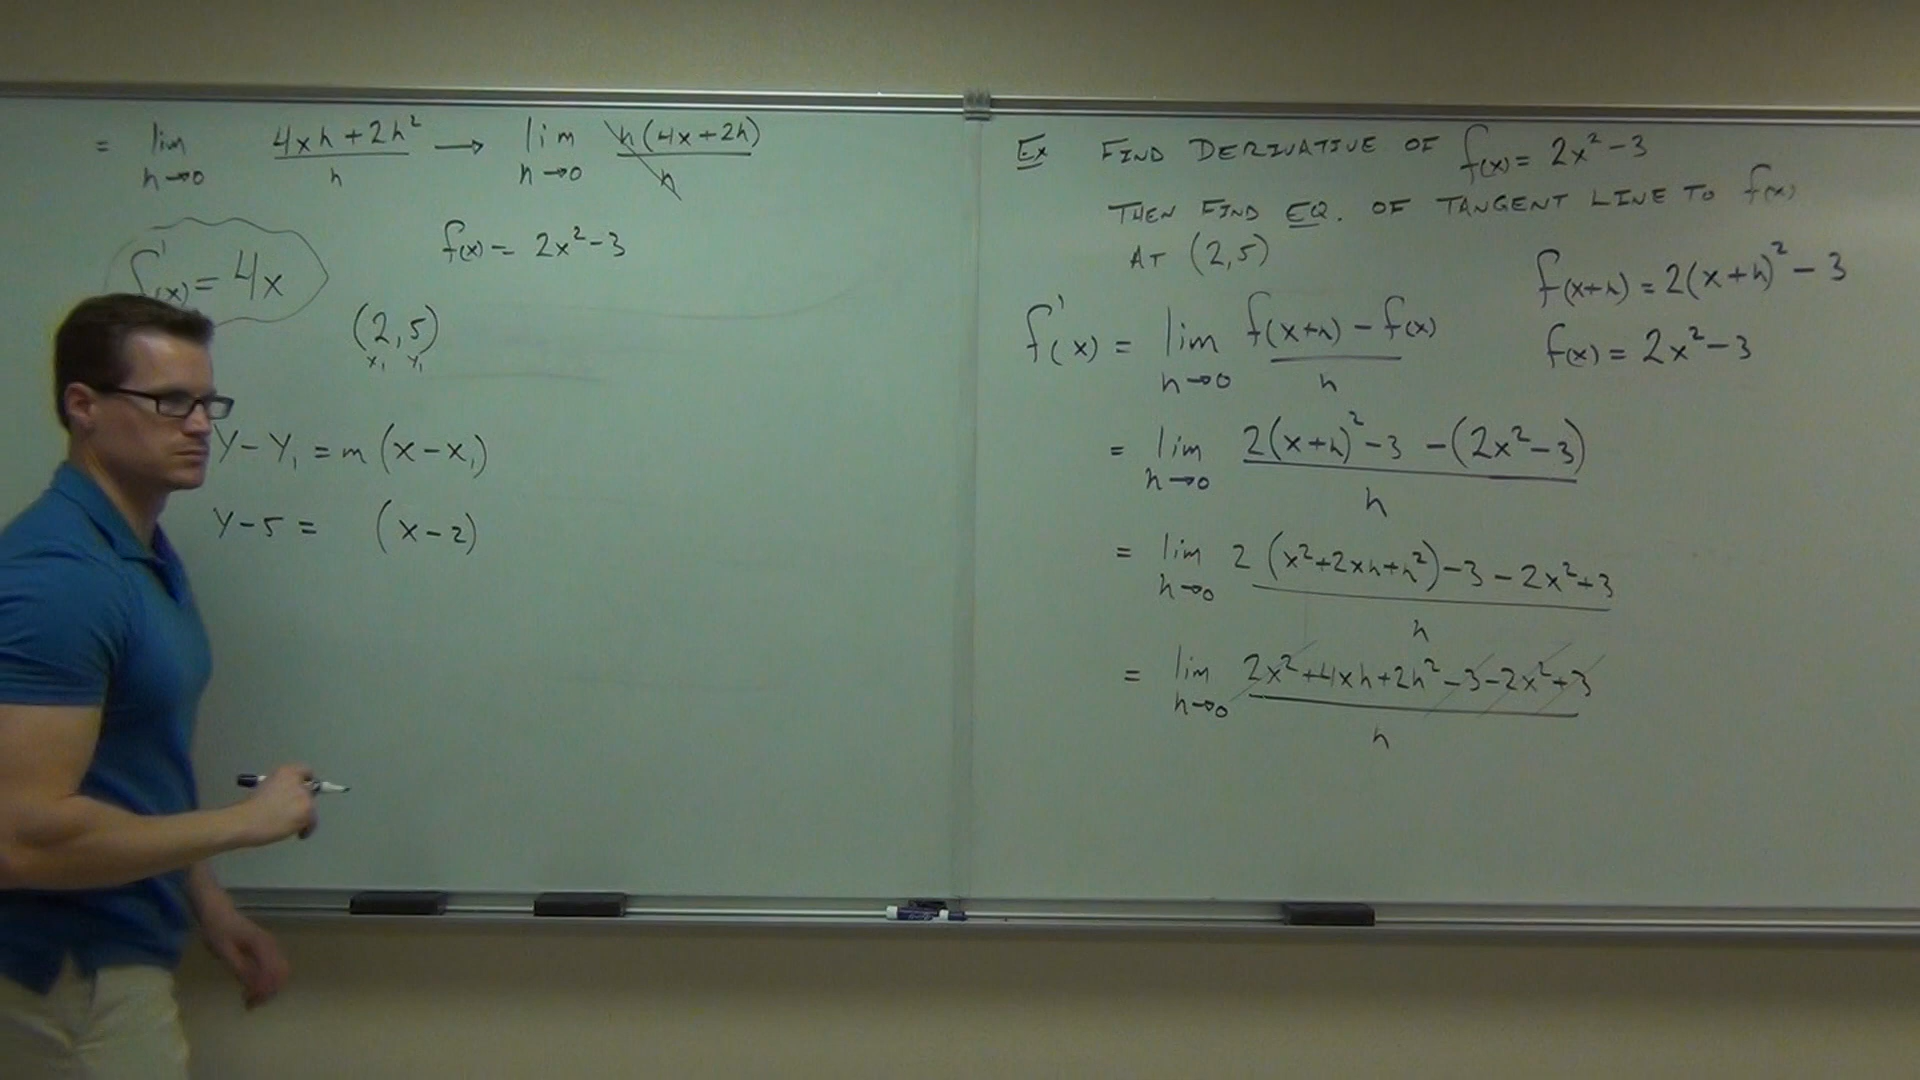 = lim h→0 4xh+2h²/h → lim h→0 h(4x+2h)/h
f'(x) = 4x
f(x) = 2x²-3
(2,5)
x₁ y₁
Y-Y₁ = m(x-x₁)
Y-5 = (x-2)
Ex FIND DERIVATIVE OF f(x) = 2x²-3
THEN FIND EQ. OF TANGENT LINE TO f(x)
AT (2,5)
f(x+h) = 2(x+h)²-3
f(x) = 2x²-3
f'(x) = lim h→0 f(x+h)-f(x)/h
= lim h→0 2(x+h)²-3-(2x²-3)/h
= lim h→0 2(x²+2xh+h²)-3-2x²+3/h
= lim h→0 2x²+4xh+2h²-3-2x²+3/h